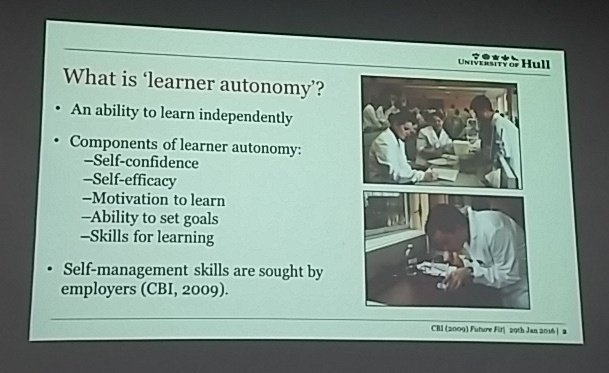 UNIVERSITY OF Hull
What is 'learner autonomy'?
• An ability to learn independently
• Components of learner autonomy:
–Self-confidence
–Self-efficacy
–Motivation to learn
–Ability to set goals
–Skills for learning
• Self-management skills are sought by
employers (CBI, 2009).
CBI (2009) Future Fit| 29th Jan 2016 | 2